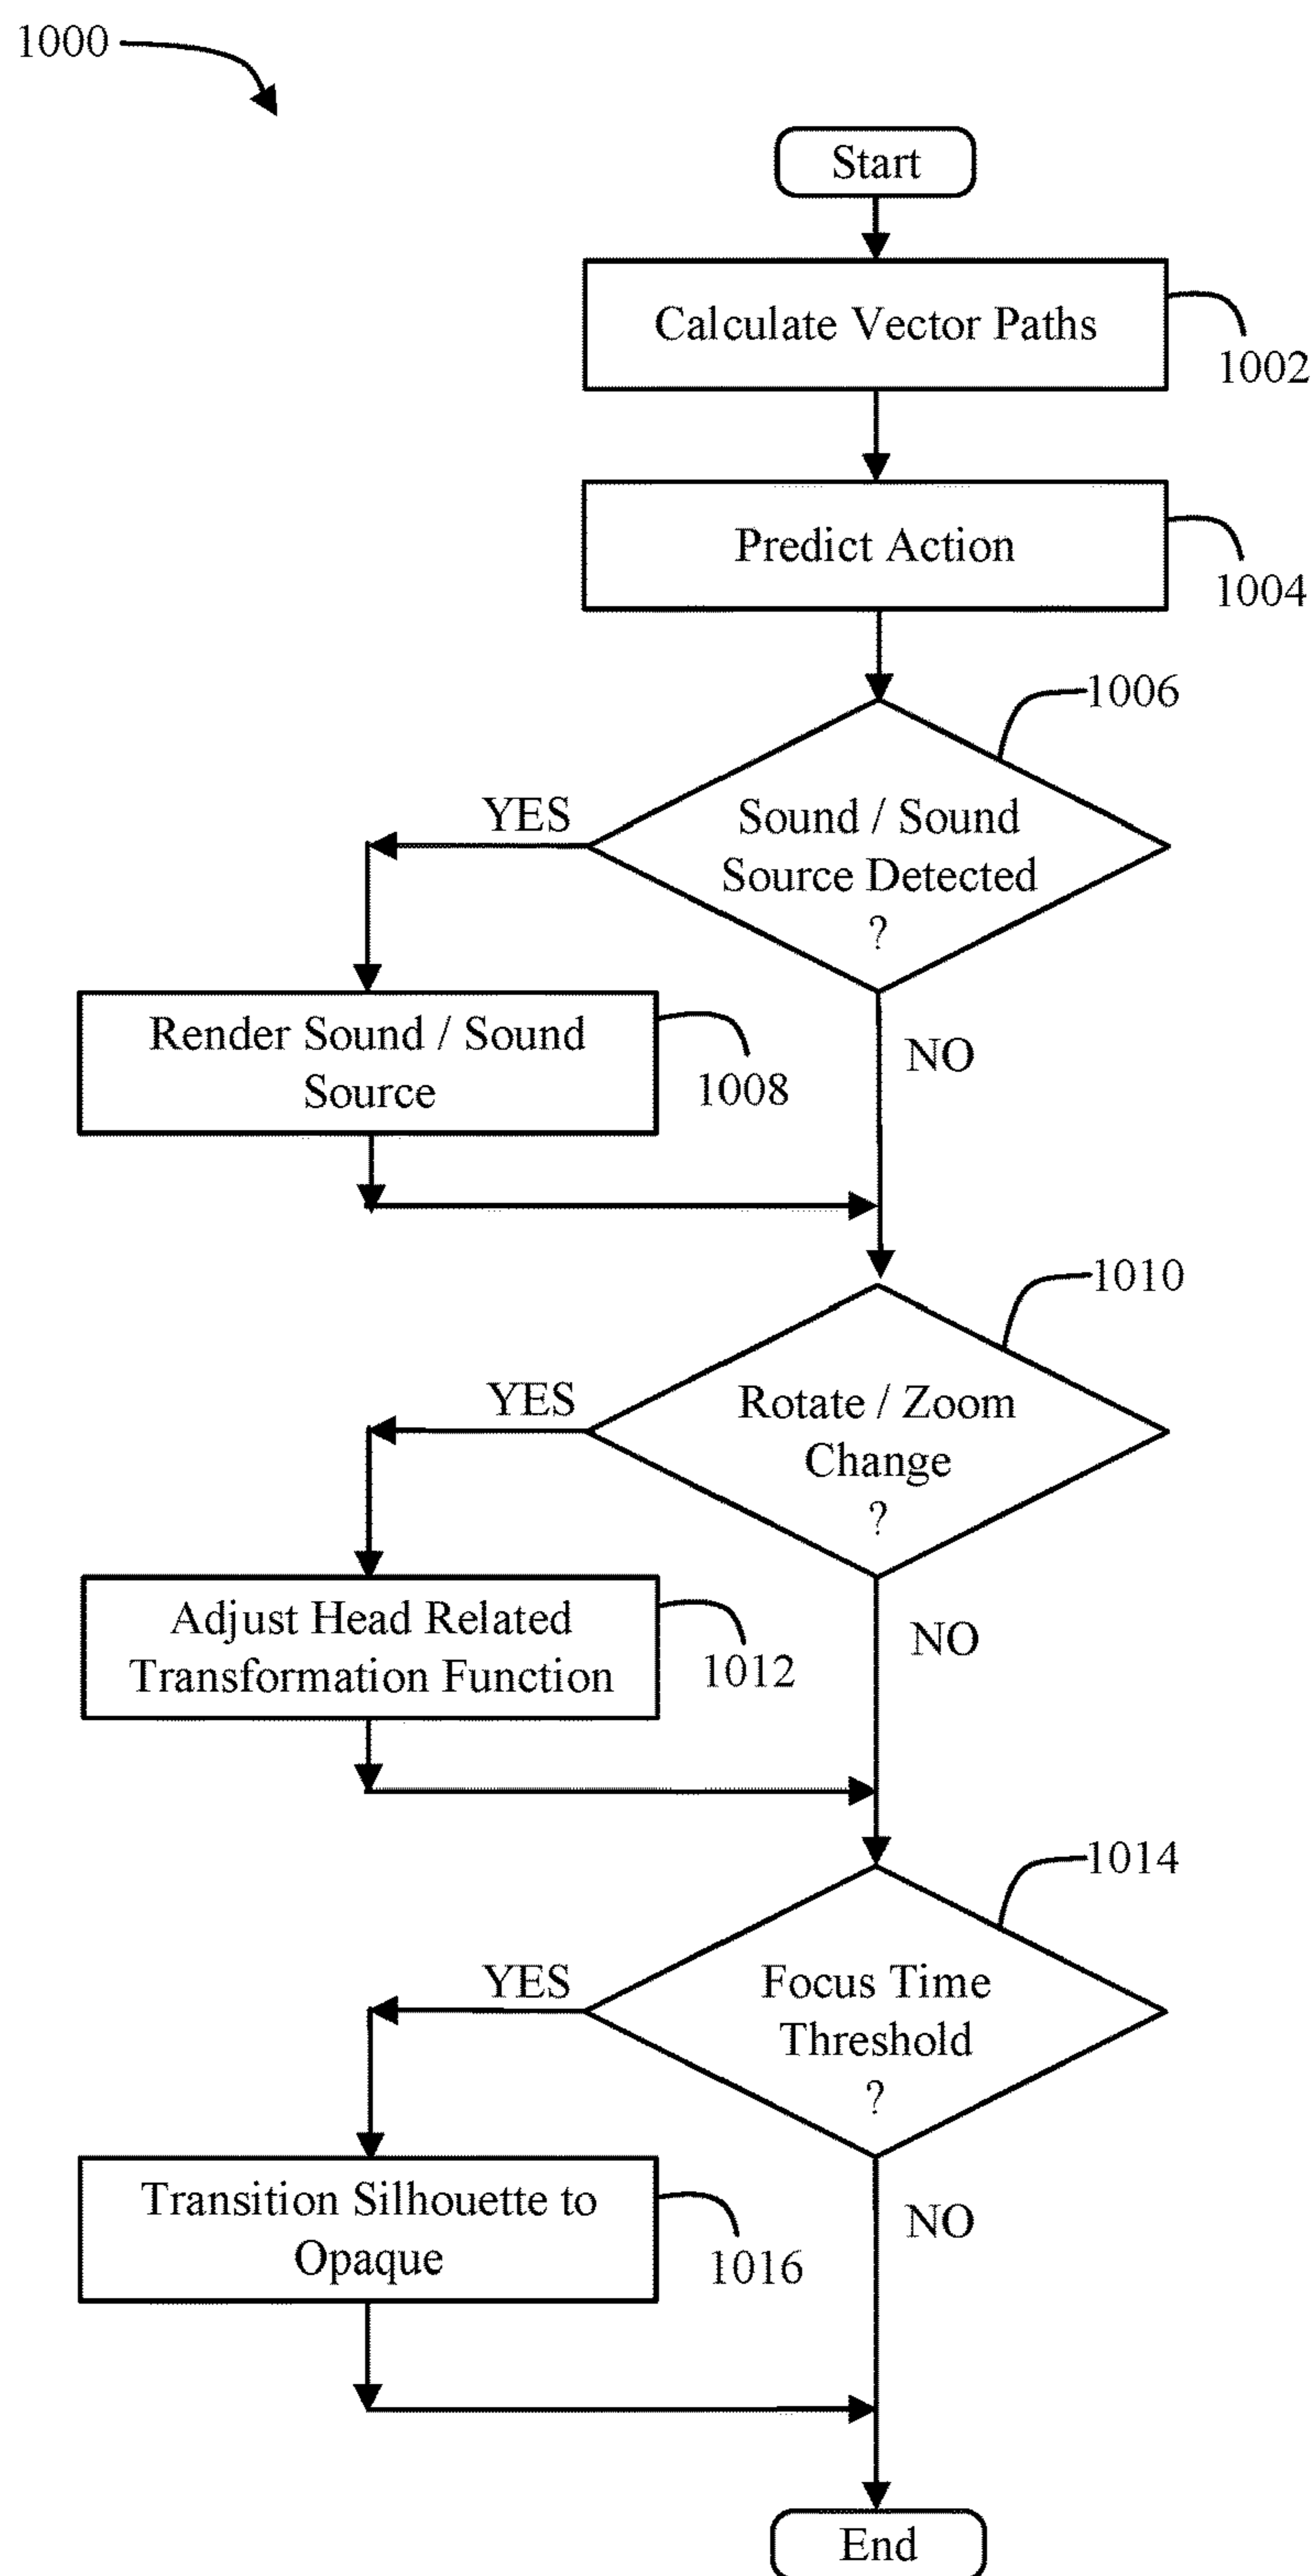 1000
Start
Calculate Vector Paths
1002
Predict Action
1004
1006
YES
Sound / Sound
Source Detected
?
Render Sound / Sound
Source
1008
NO
1010
YES
Rotate / Zoom
Change
?
Adjust Head Related
Transformation Function
1012
NO
1014
YES
Focus Time
Threshold
?
Transition Silhouette to
Opaque
1016
NO
End